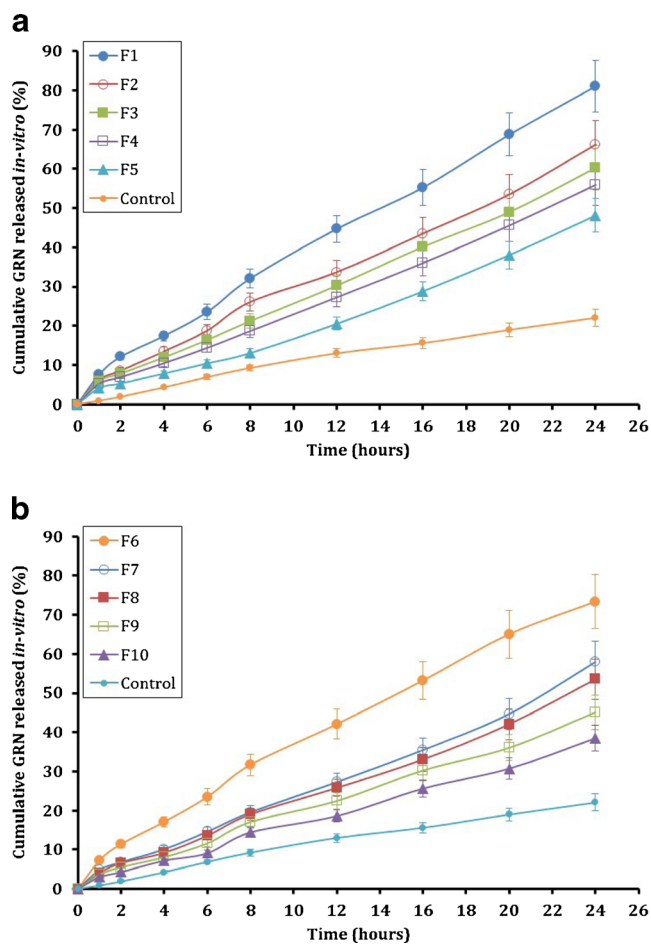 a
Cumulative GRN released in-vitro (%)
90
80
70
60
50
40
30
20
10
0
F1
F2
F3
F4
F5
Control
0 2 4 6 8 10 12 14 16 18 20 22 24 26
Time (hours)
b
Cumulative GRN released in-vitro (%)
90
80
70
60
50
40
30
20
10
0
F6
F7
F8
F9
F10
Control
0 2 4 6 8 10 12 14 16 18 20 22 24 26
Time (hours)